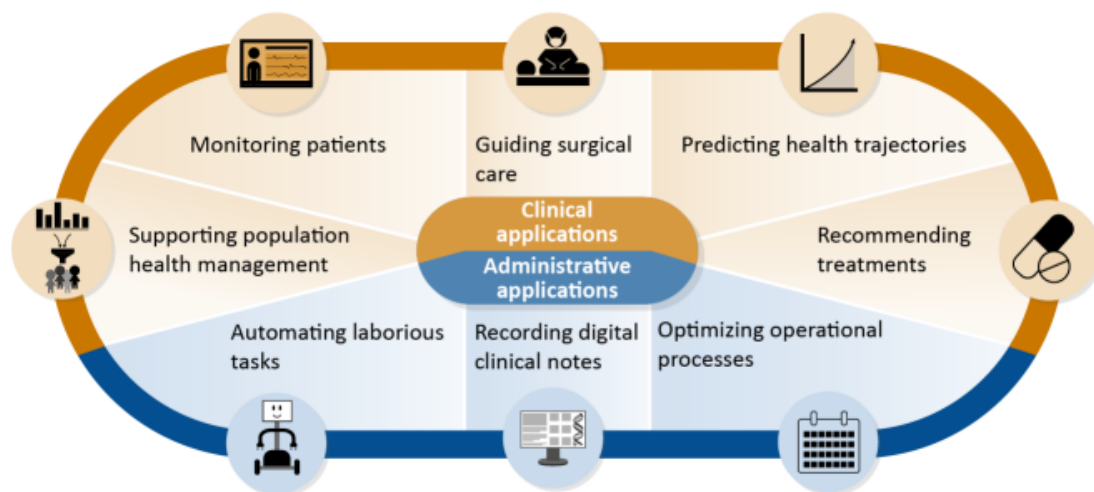 Monitoring patients
Guiding surgical
care
Predicting health trajectories
Supporting population
health management
Clinical
applications
Administrative
applications
Recommending
treatments
Automating laborious
tasks
Recording digital
clinical notes
Optimizing operational
processes